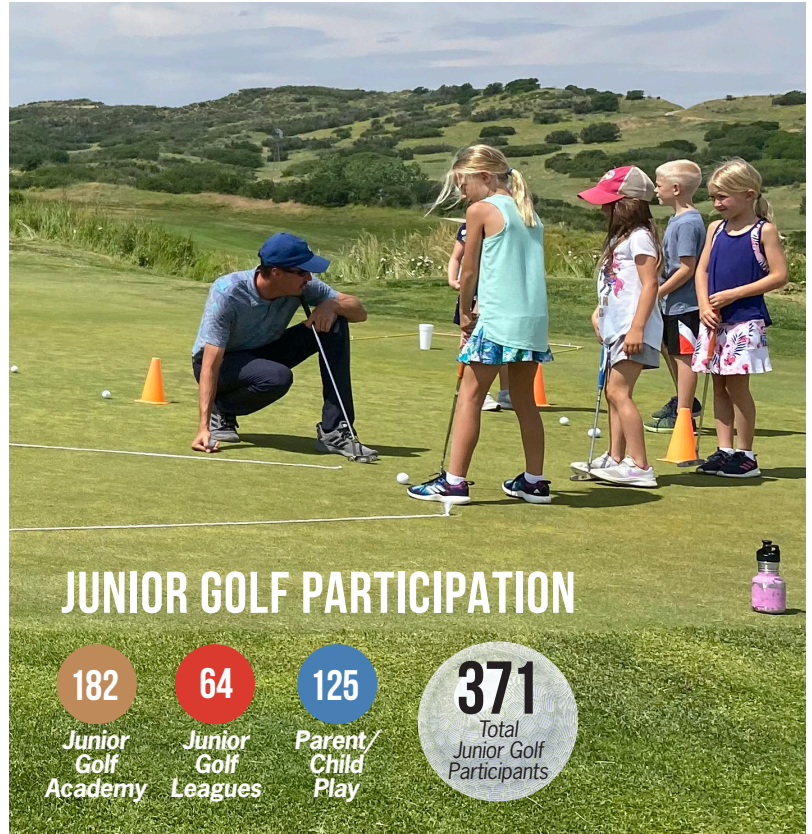 JUNIOR GOLF PARTICIPATION
182
Junior
Golf
Academy
64
Junior
Golf
Leagues
125
Parent/
Child
Play
371
Total
Junior Golf
Participants